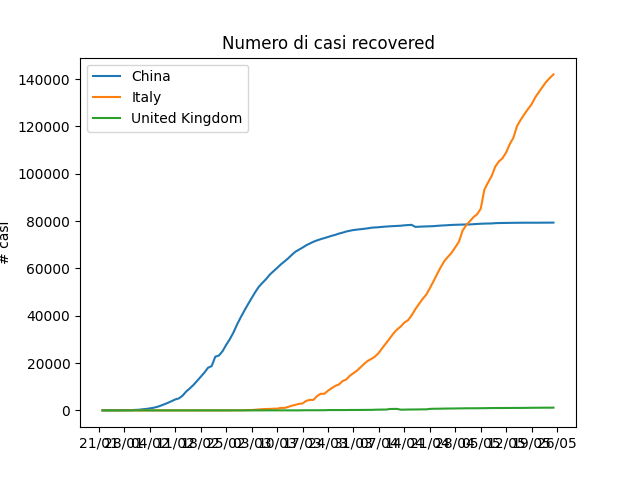 Numero di casi recovered
China
Italy
United Kingdom
# casi
140000
120000
100000
80000
60000
40000
20000
0
21/01 28/01 04/02 11/02 18/02 25/02 03/03 10/03 17/03 24/03 31/03 07/04 14/04 21/04 28/04 05/05 12/05 19/05 26/05